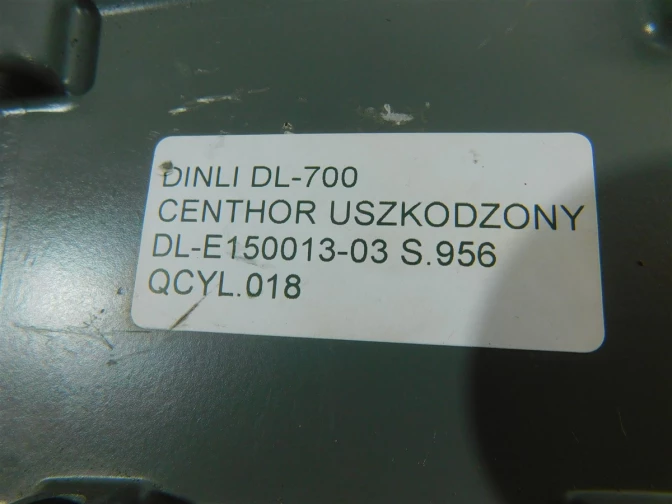 DINLI DL-700
CENTHOR USZKODZONY
DL-E150013-03 S.956
QCYL.018